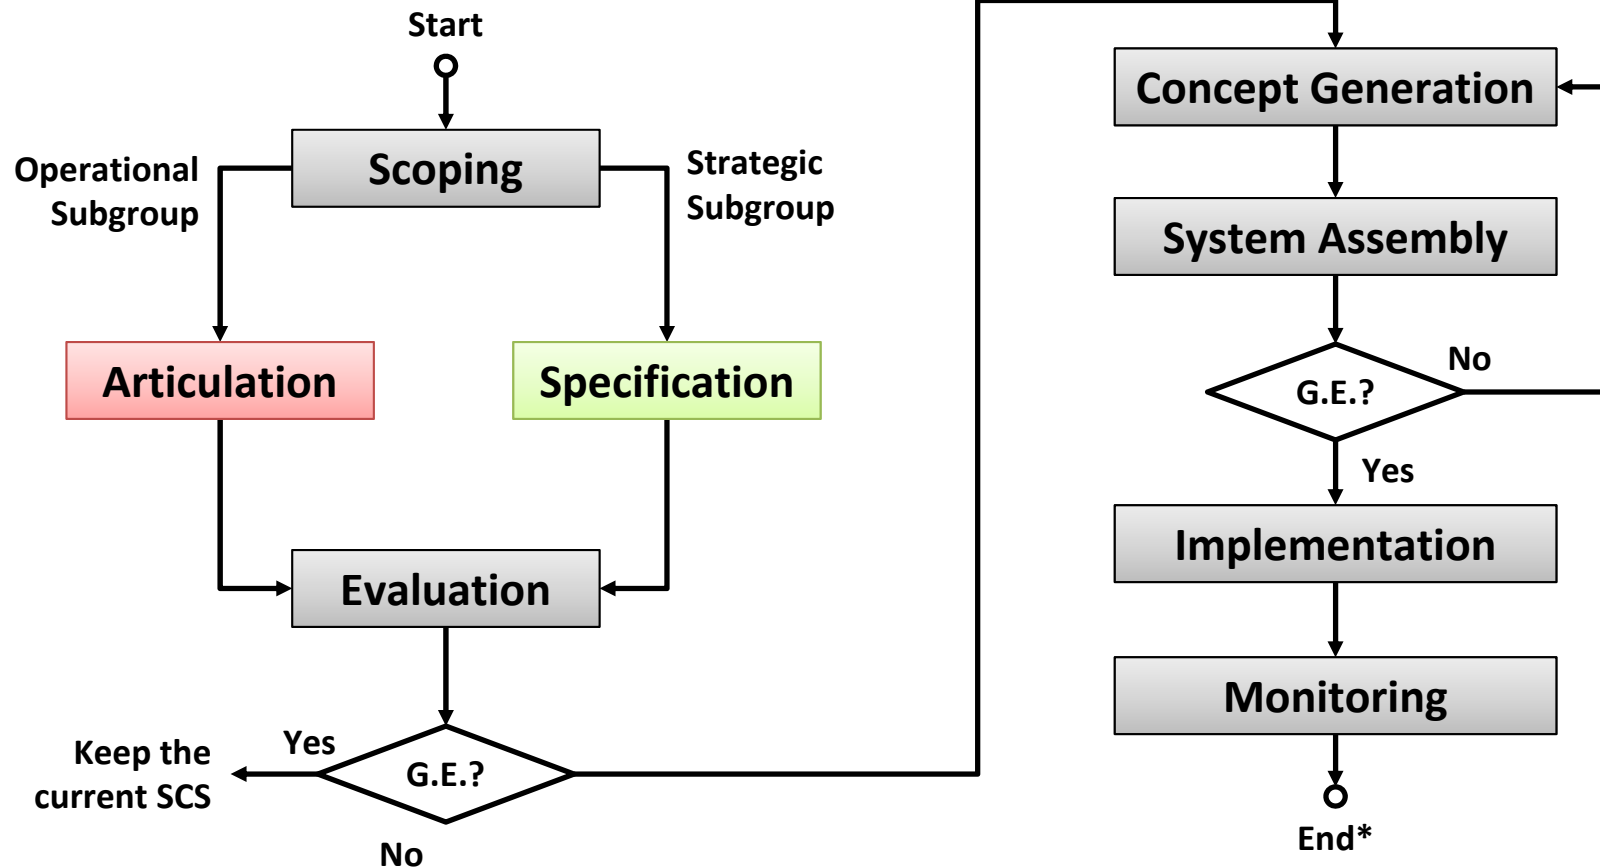 Start
Scoping
Operational
Subgroup
Strategic
Subgroup
Articulation
Specification
Evaluation
G.E.?
Yes
Keep the
current SCS
No
Concept Generation
System Assembly
G.E.?
No
Yes
Implementation
Monitoring
End*